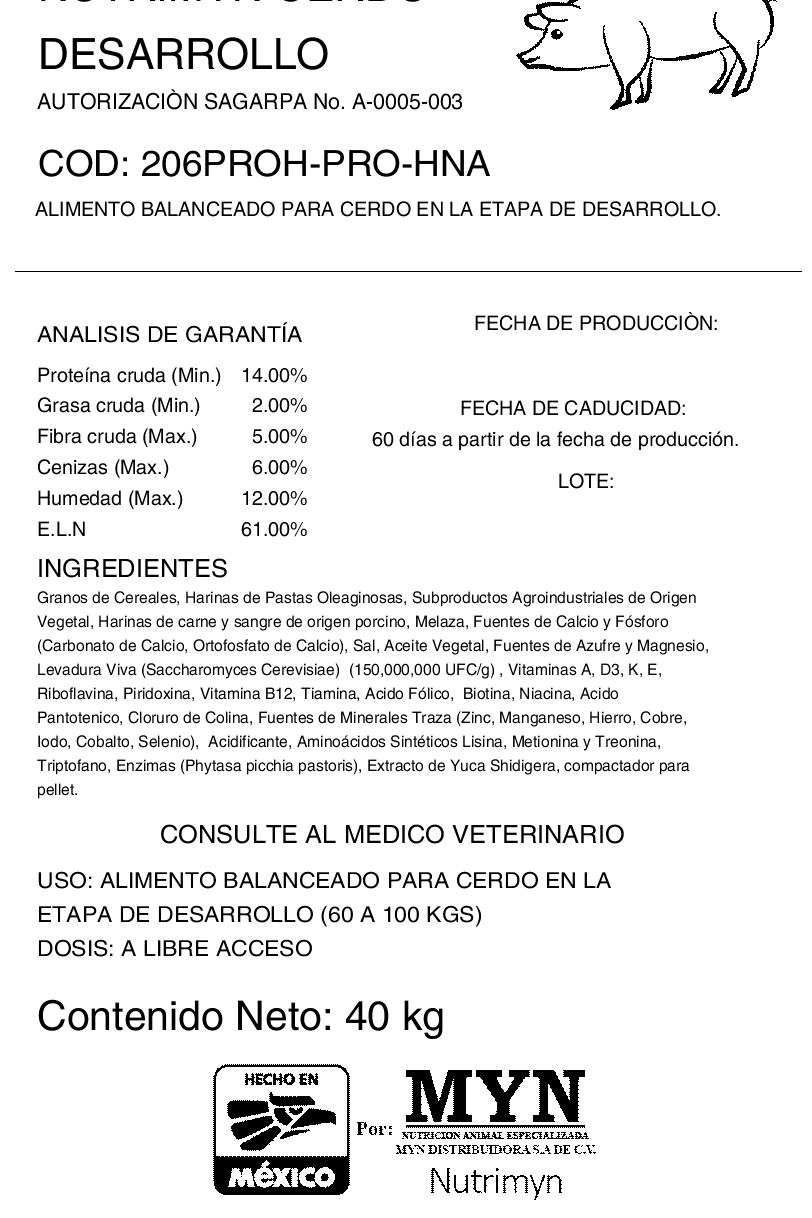 DESARROLLO
AUTORIZACIÒN SAGARPA No. A-0005-003
COD: 206PROH-PRO-HNA
ALIMENTO BALANCEADO PARA CERDO EN LA ETAPA DE DESARROLLO.
ANALISIS DE GARANTÍA
Proteína cruda (Min.) 14.00%
Grasa cruda (Min.) 2.00%
Fibra cruda (Max.) 5.00%
Cenizas (Max.) 6.00%
Humedad (Max.) 12.00%
E.L.N 61.00%
FECHA DE PRODUCCIÒN:
FECHA DE CADUCIDAD:
60 días a partir de la fecha de producción.
LOTE:
INGREDIENTES
Granos de Cereales, Harinas de Pastas Oleaginosas, Subproductos Agroindustriales de Origen
Vegetal, Harinas de carne y sangre de origen porcino, Melaza, Fuentes de Calcio y Fósforo
(Carbonato de Calcio, Ortofosfato de Calcio), Sal, Aceite Vegetal, Fuentes de Azufre y Magnesio,
Levadura Viva (Saccharomyces Cerevisiae) (150,000,000 UFC/g) , Vitaminas A, D3, K, E,
Riboflavina, Piridoxina, Vitamina B12, Tiamina, Acido Fólico, Biotina, Niacina, Acido
Pantotenico, Cloruro de Colina, Fuentes de Minerales Traza (Zinc, Manganeso, Hierro, Cobre,
Iodo, Cobalto, Selenio), Acidificante, Aminoácidos Sintéticos Lisina, Metionina y Treonina,
Triptofano, Enzimas (Phytasa picchia pastoris), Extracto de Yuca Shidigera, compactador para
pellet.
CONSULTE AL MEDICO VETERINARIO
USO: ALIMENTO BALANCEADO PARA CERDO EN LA
ETAPA DE DESARROLLO (60 A 100 KGS)
DOSIS: A LIBRE ACCESO
Contenido Neto: 40 kg
HECHO EN
MéXICO
Por:
MYN
NUTRICION ANIMAL ESPECIALIZADA
MYN DISTRIBUIDORA S.A DE C.V.
Nutrimyn